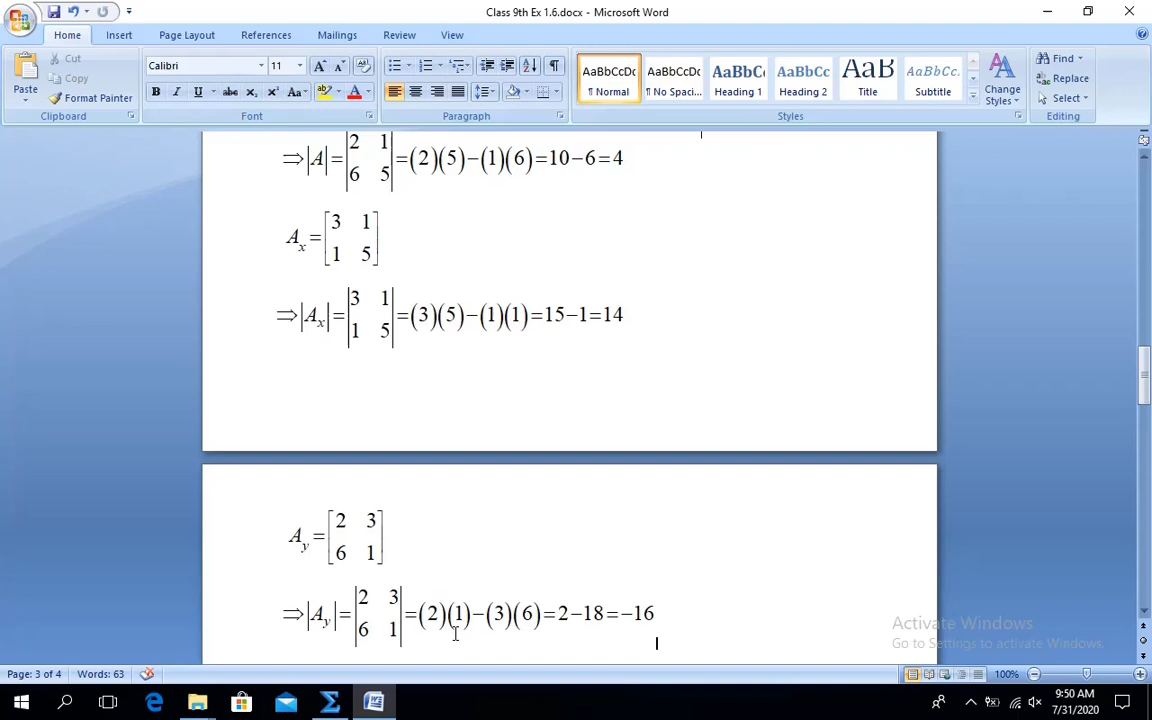 Class 9th Ex 1.6.docx - Microsoft Word
Home Insert Page Layout References Mailings Review View
Paste
Cut
Copy
Format Painter
Clipboard
Calibri 11
B I U abc x₂ x² Aa
Font
Paragraph
AaBbCcDc AaBbCcDc AaBbC AaBbCc AaB AaBbCc.
¶ Normal ¶ No Spaci... Heading 1 Heading 2 Title Subtitle
Change Styles
Styles
Find
Replace
Select
Editing
⇒|A|=|2 1; 6 5|=(2)(5)−(1)(6)=10−6=4
Aₓ=[3 1; 1 5]
⇒|Aₓ|=|3 1; 1 5|=(3)(5)−(1)(1)=15−1=14
A_y=[2 3; 6 1]
⇒|A_y|=|2 3; 6 1|=(2)(1)−(3)(6)=2−18=−16
Activate Windows
Go to Settings to activate Windows.
Page: 3 of 4 Words: 63 100%
9:50 AM
7/31/2020